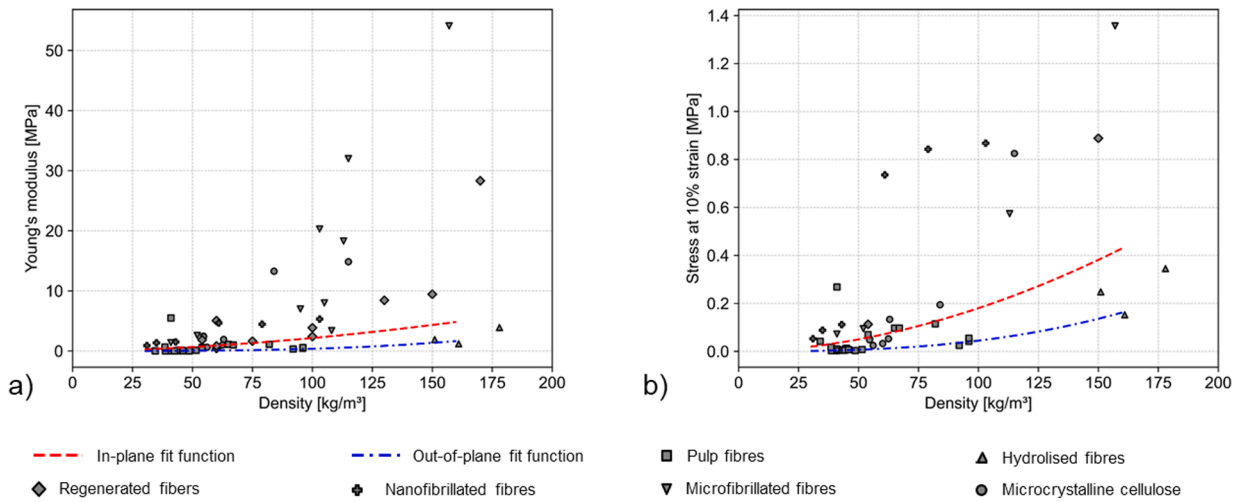 50
40
30
20
10
0
Young's modulus [MPa]
0
25
50
75
100
125
150
175
200
Density [kg/m³]
a)
1.4
1.2
1.0
0.8
0.6
0.4
0.2
0.0
Stress at 10% strain [MPa]
0
25
50
75
100
125
150
175
200
Density [kg/m³]
b)
In-plane fit function
Out-of-plane fit function
Pulp fibres
Hydrolised fibres
Regenerated fibers
Nanofibrillated fibres
Microfibrillated fibres
Microcrystalline cellulose